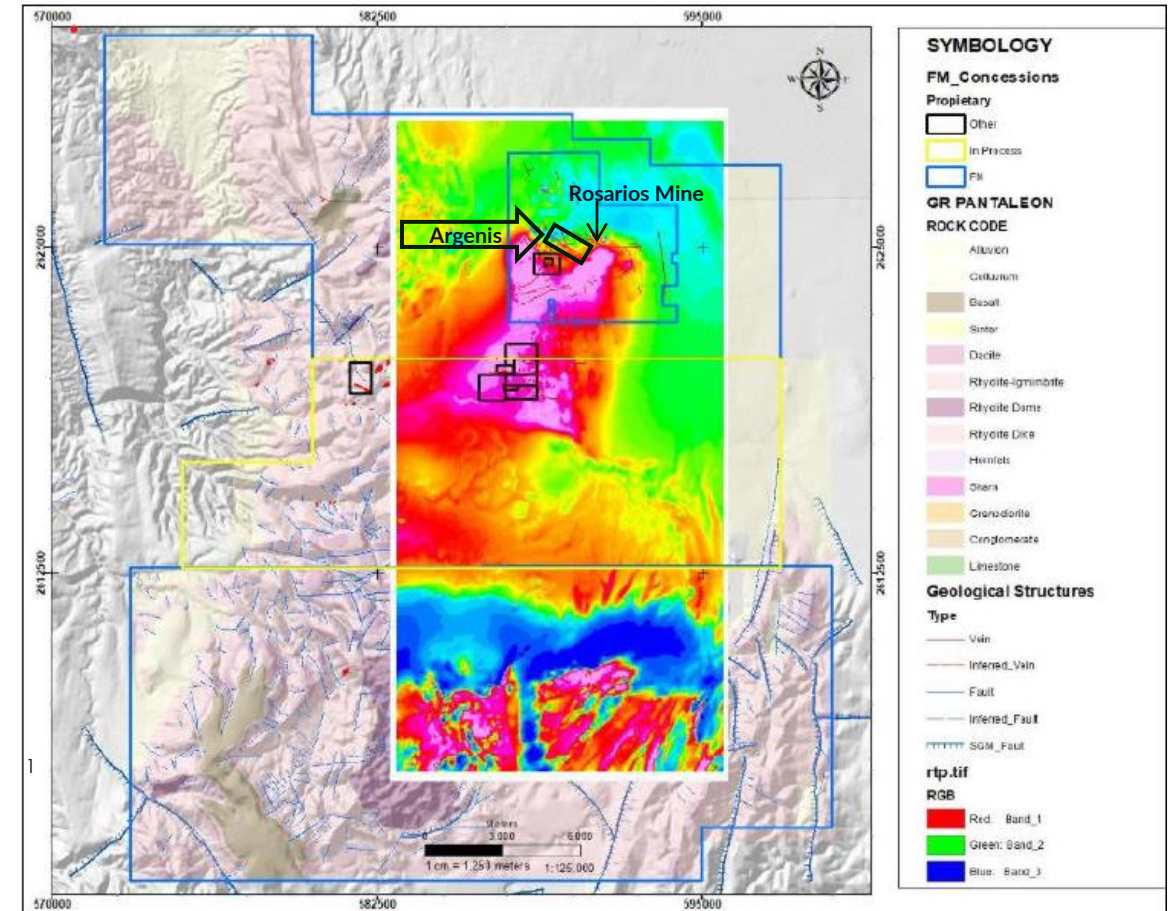 570000
582500
595000
N
W
E
S
Rosarios Mine
Argenis
2625000
2625000
2612500
2612500
Meters
0
3,000
6,000
1 cm = 1,250 meters
1:125,000
570000
582500
595000
SYMBOLOGY
FM_Concessions
Propietary
Other
In Process
FM
GR PANTALEON
ROCK CODE
Alluvion
Colluvium
Basalt
Sinter
Dacite
Rhyolite-Ignimbrite
Rhyolite Dome
Rhyolite Dike
Hornfels
Skarn
Granodiorite
Conglomerate
Limestone
Geological Structures
Type
Vein
Inferred_Vein
Fault
Inferred_Fault
SGM_Fault
rtp.tif
RGB
Red: Band_1
Green: Band_2
Blue: Band_3